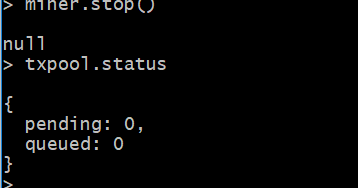 > miner.stop()
null
> txpool.status
{
  pending: 0,
  queued: 0
}
>